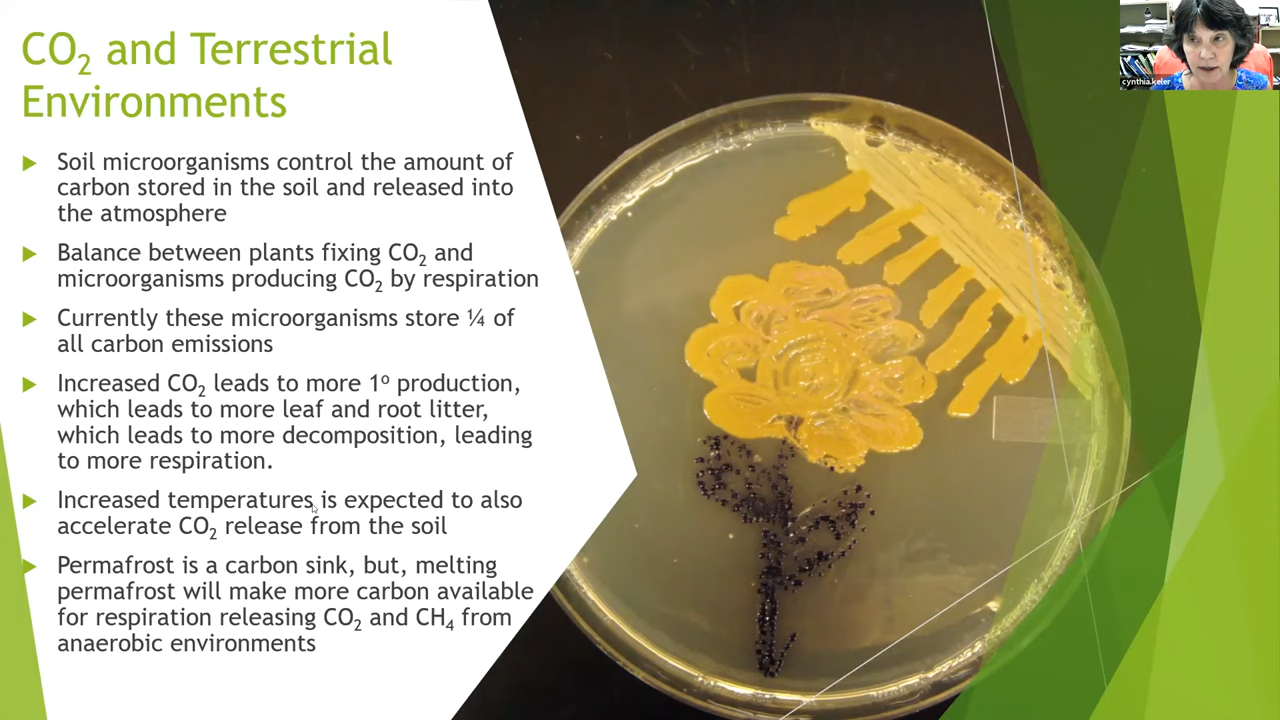 CO₂ and Terrestrial
Environments
Soil microorganisms control the amount of
carbon stored in the soil and released into
the atmosphere
Balance between plants fixing CO₂ and
microorganisms producing CO₂ by respiration
Currently these microorganisms store ¼ of
all carbon emissions
Increased CO₂ leads to more 1º production,
which leads to more leaf and root litter,
which leads to more decomposition, leading
to more respiration.
Increased temperatures is expected to also
accelerate CO₂ release from the soil
Permafrost is a carbon sink, but, melting
permafrost will make more carbon available
for respiration releasing CO₂ and CH₄ from
anaerobic environments
cynthia.keler